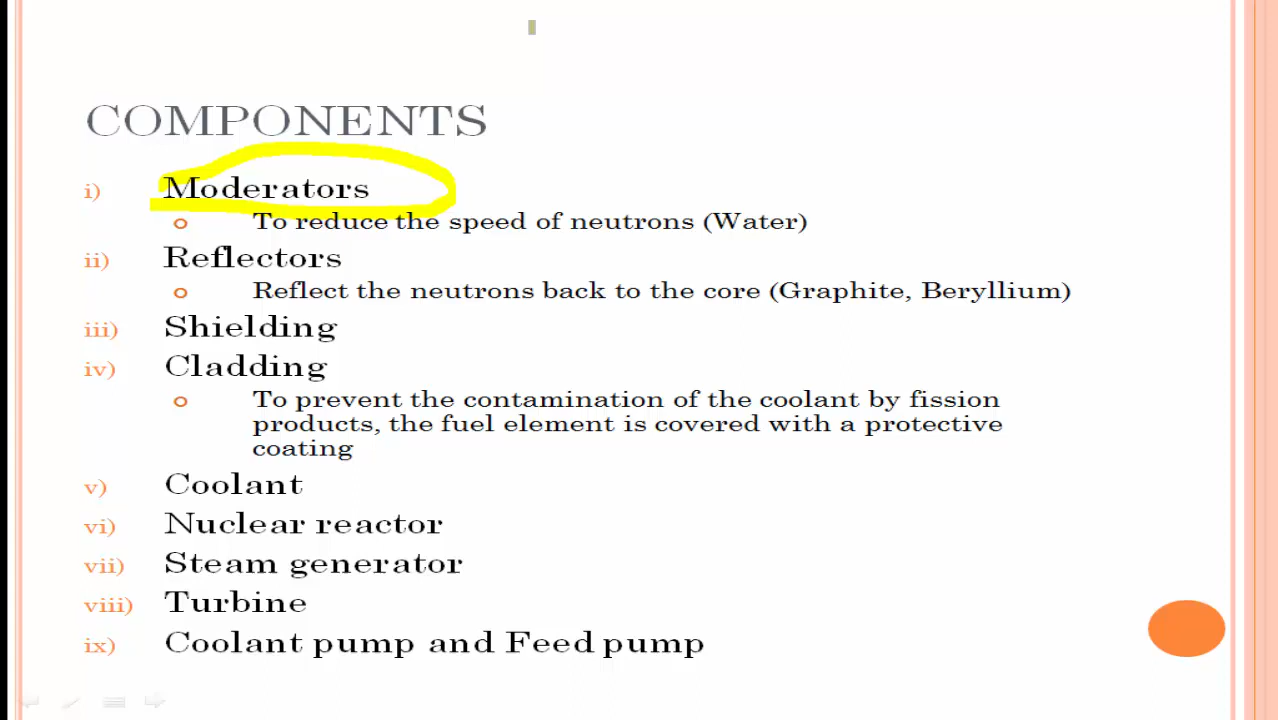 COMPONENTS
i) Moderators
To reduce the speed of neutrons (Water)
ii) Reflectors
Reflect the neutrons back to the core (Graphite, Beryllium)
iii) Shielding
iv) Cladding
To prevent the contamination of the coolant by fission
products, the fuel element is covered with a protective
coating
v) Coolant
vi) Nuclear reactor
vii) Steam generator
viii) Turbine
ix) Coolant pump and Feed pump